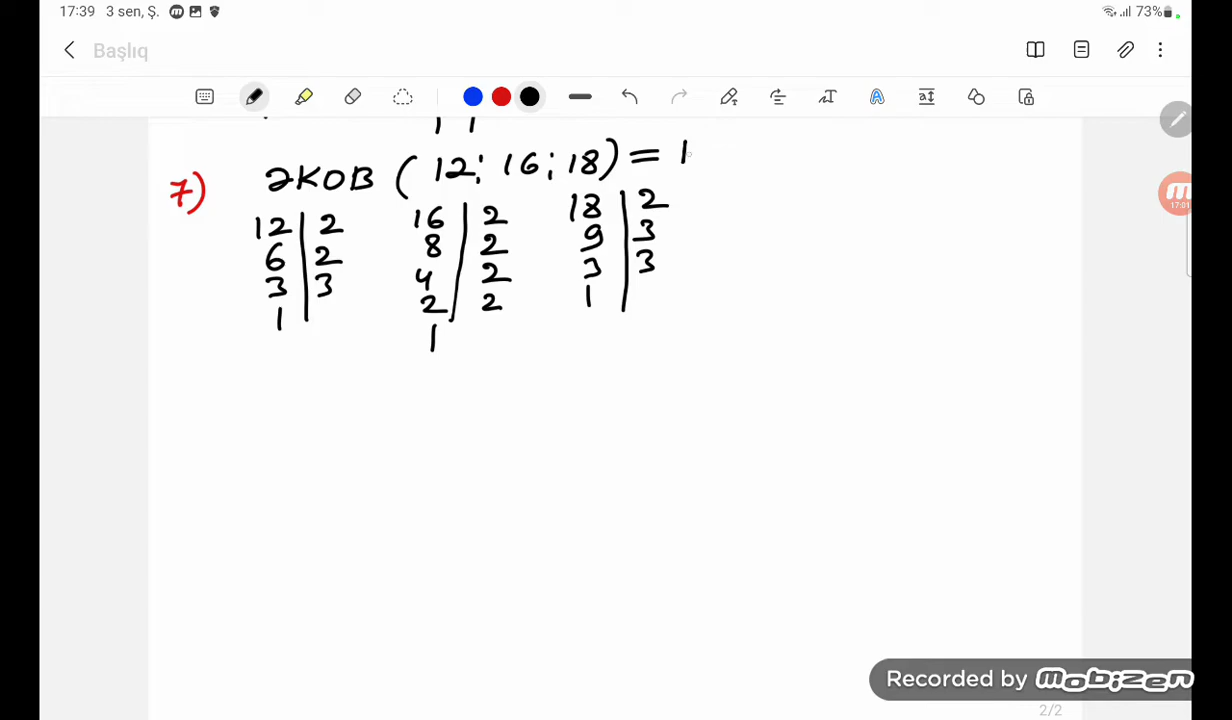 17:39 3 sen, Ş. 73%
Başlıq
7) ƏKOB (12; 16; 18) = 1
12 | 2 16 | 2 18 | 2
6 | 2 8 | 2 9 | 3
3 | 3 4 | 2 3 | 3
1 | 2 | 2 1 |
1
17:01
Recorded by mobizen
2/2